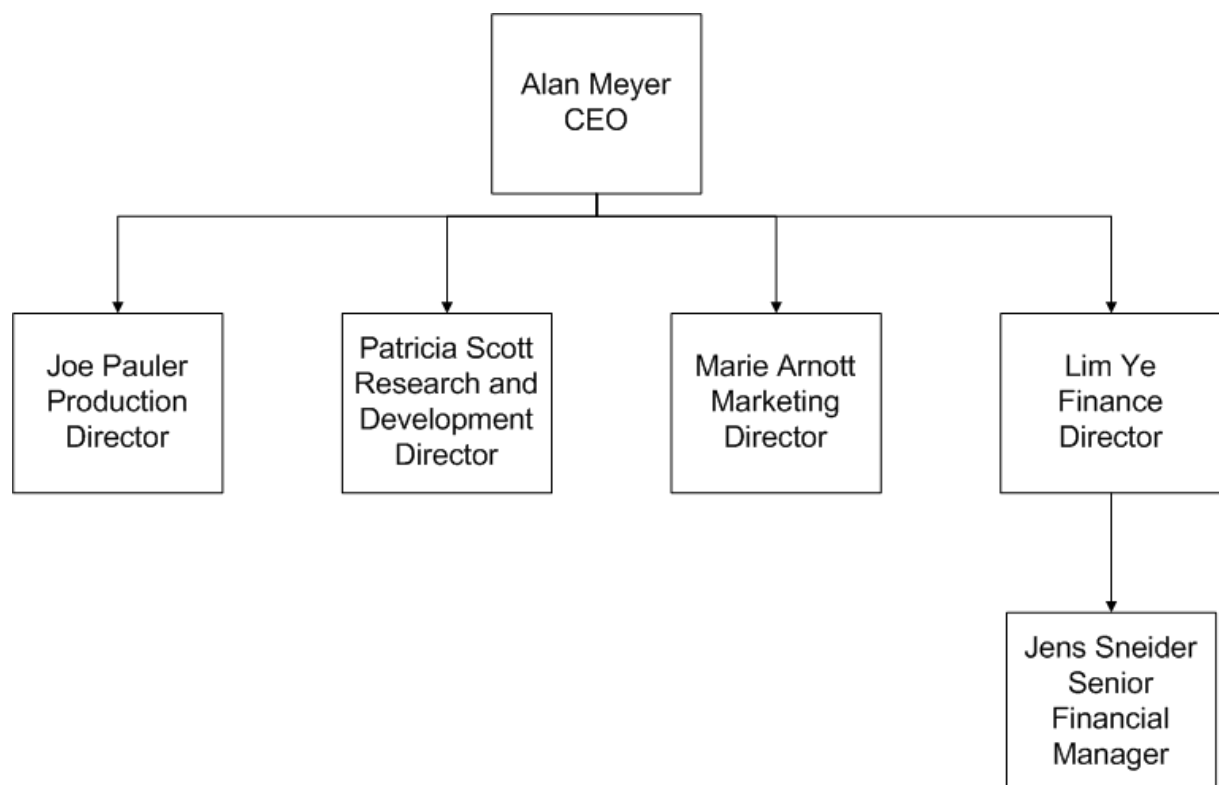 Alan Meyer
CEO
Joe Pauler
Production
Director
Patricia Scott
Research and
Development
Director
Marie Arnott
Marketing
Director
Lim Ye
Finance
Director
Jens Sneider
Senior
Financial
Manager